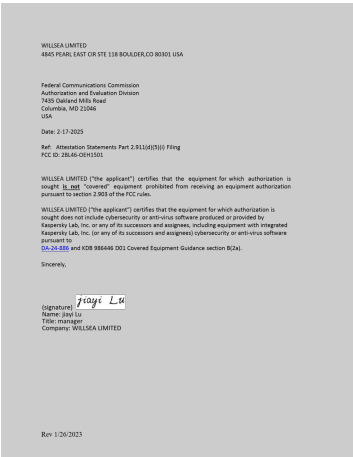 WILLSEA LIMITED
4845 PEARL EAST CIR STE 118 BOULDER,CO 80301 USA
Federal Communications Commission
Authorization and Evaluation Division
7435 Oakland Mills Road
Columbia, MD 21046
USA
Date: 2-17-2025
Ref: Attestation Statements Part 2.911(d)(5)(i) Filing
FCC ID: 2BL46-OEH1501
WILLSEA LIMITED ("the applicant") certifies that the equipment for which authorization is
sought is not "covered" equipment prohibited from receiving an equipment authorization
pursuant to section 2.903 of the FCC rules.
WILLSEA LIMITED ("the applicant") certifies that the equipment for which authorization is
sought does not include cybersecurity or anti-virus software produced or provided by
Kaspersky Lab, Inc. or any of its successors and assignees, including equipment with integrated
Kaspersky Lab, Inc. (or any of its successors and assignees) cybersecurity or anti-virus software
pursuant to
DA-24-886 and KDB 986446 D01 Covered Equipment Guidance section B(2a).
Sincerely,
jiayi Lu
(signature)
Name: jiayi Lu
Title: manager
Company: WILLSEA LIMITED
Rev 1/26/2023